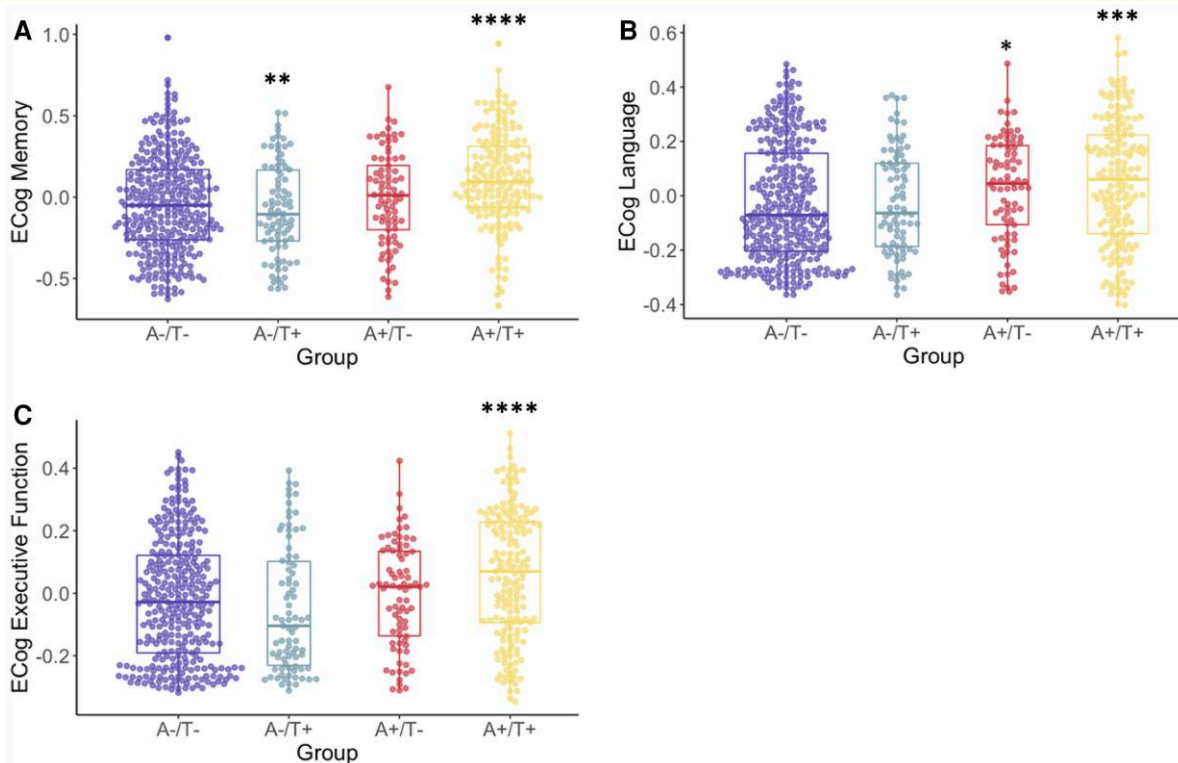 A
****
**
ECog Memory
1.0
0.5
0.0
-0.5
A-/T-
A-/T+
A+/T-
A+/T+
Group
B
***
*
ECog Language
0.6
0.4
0.2
0.0
-0.2
-0.4
A-/T-
A-/T+
A+/T-
A+/T+
Group
C
****
ECog Executive Function
0.4
0.2
0.0
-0.2
A-/T-
A-/T+
A+/T-
A+/T+
Group